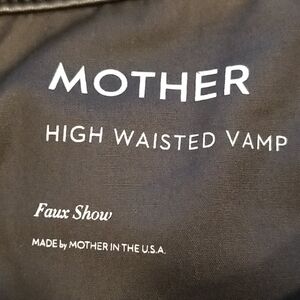 MOTHER
HIGH WAISTED VAMP
Faux Show
MADE by MOTHER IN THE U.S.A.